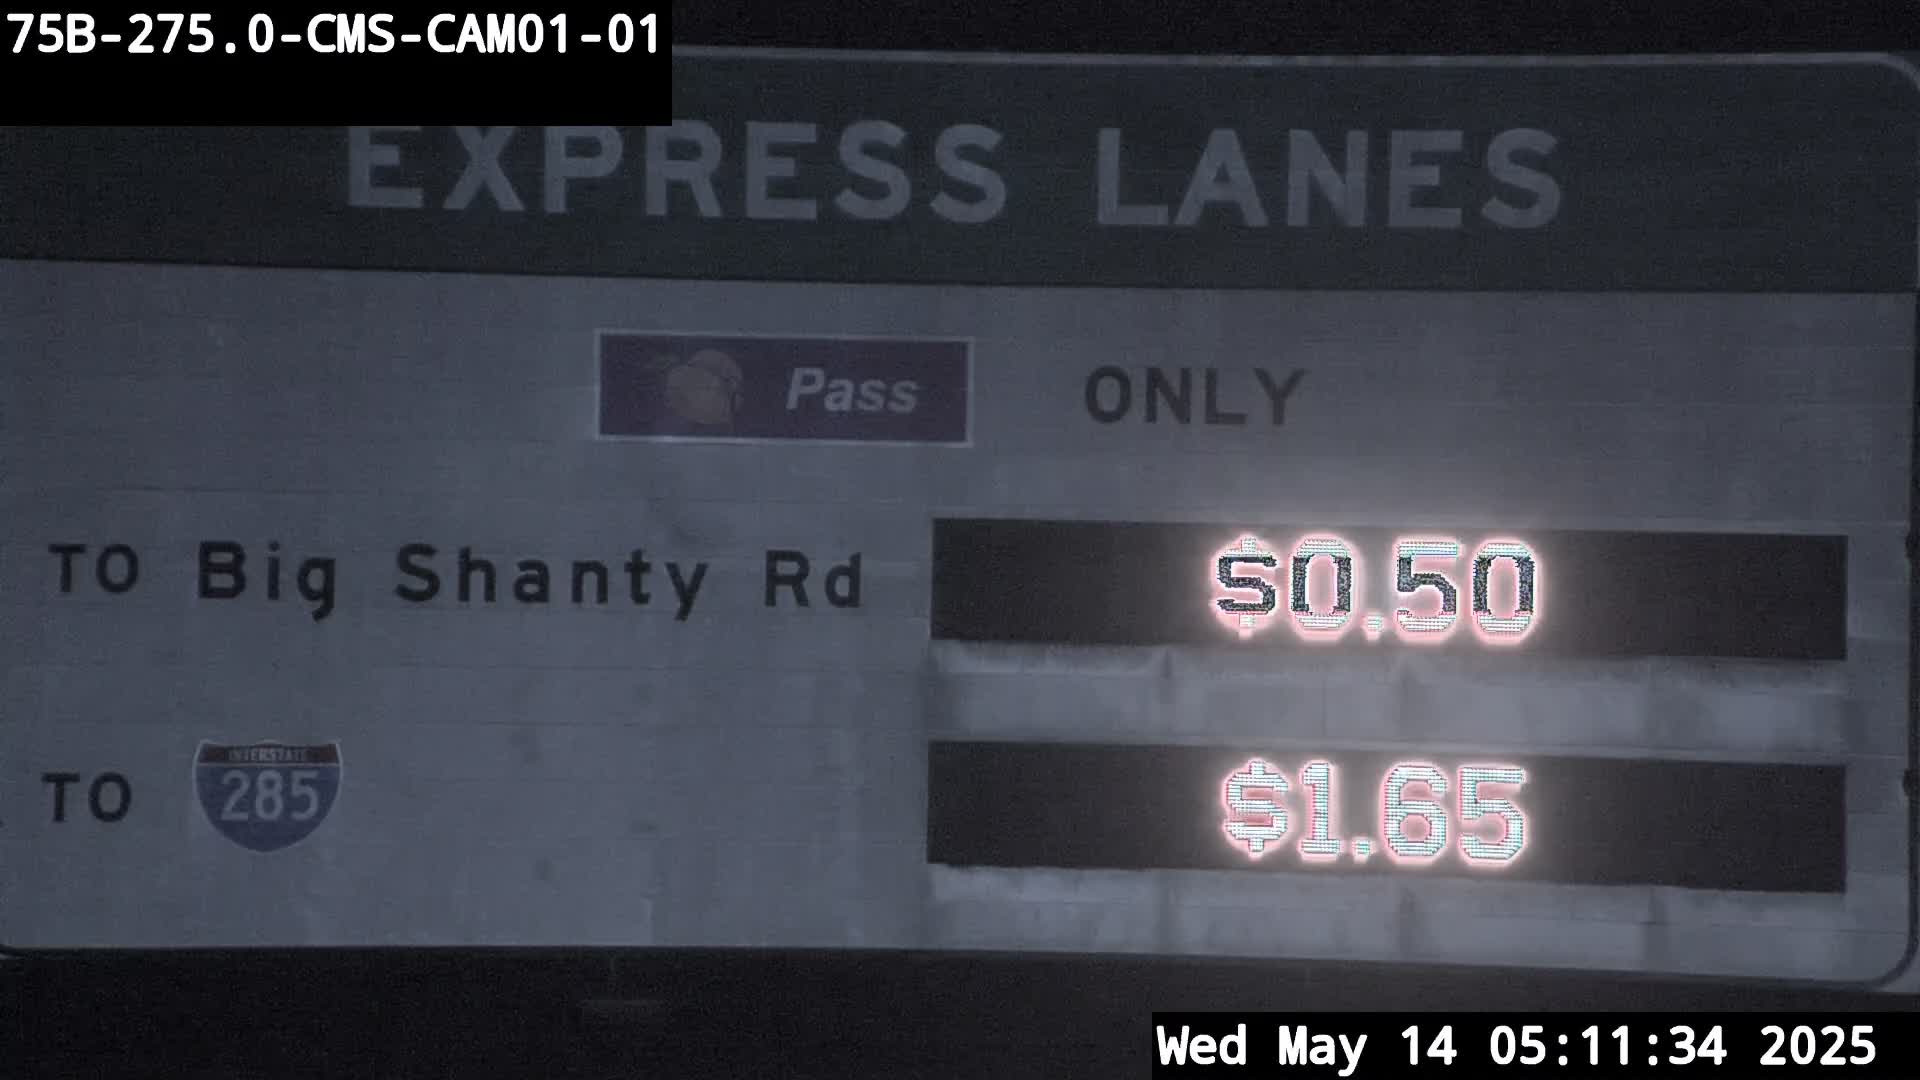 75B-275.0-CMS-CAM01-01
EXPRESS LANES
Pass ONLY
TO Big Shanty Rd $0.50
INTERSTATE
TO 285 $1.65
Wed May 14 05:11:34 2025